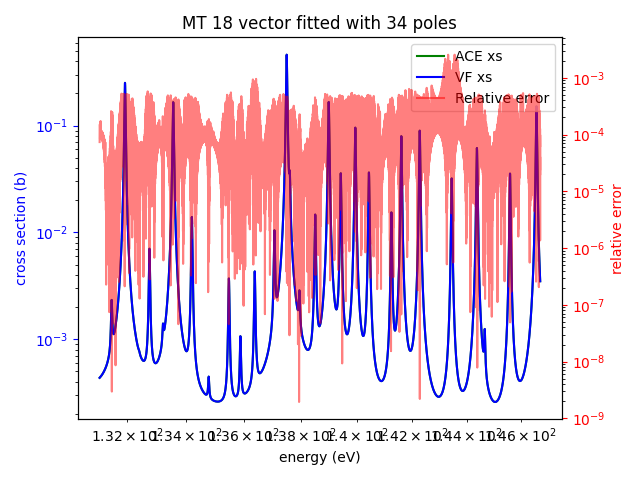 MT 18 vector fitted with 34 poles
ACE xs
VF xs
Relative error
10⁻¹
10⁻²
10⁻³
cross section (b)
10⁻³
10⁻⁴
10⁻⁵
10⁻⁶
10⁻⁷
10⁻⁸
10⁻⁹
relative error
1.32 × 10² 1.34 × 10² 1.36 × 10² 1.38 × 10² 1.4 × 10² 1.42 × 10² 1.44 × 10² 1.46 × 10²
energy (eV)